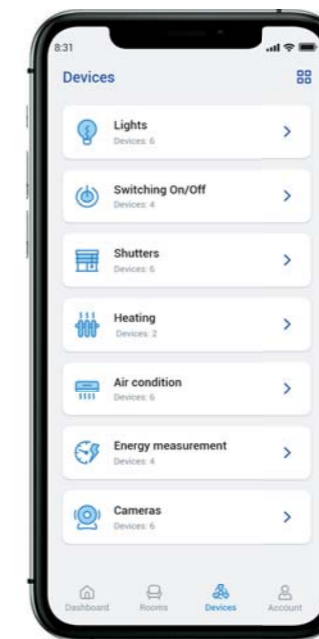 8:31
Devices
Lights
Devices: 6
Switching On/Off
Devices: 4
Shutters
Devices: 6
Heating
Devices: 2
Air condition
Devices: 6
Energy measurement
Devices: 4
Cameras
Devices: 6
Dashboard Rooms Devices Account